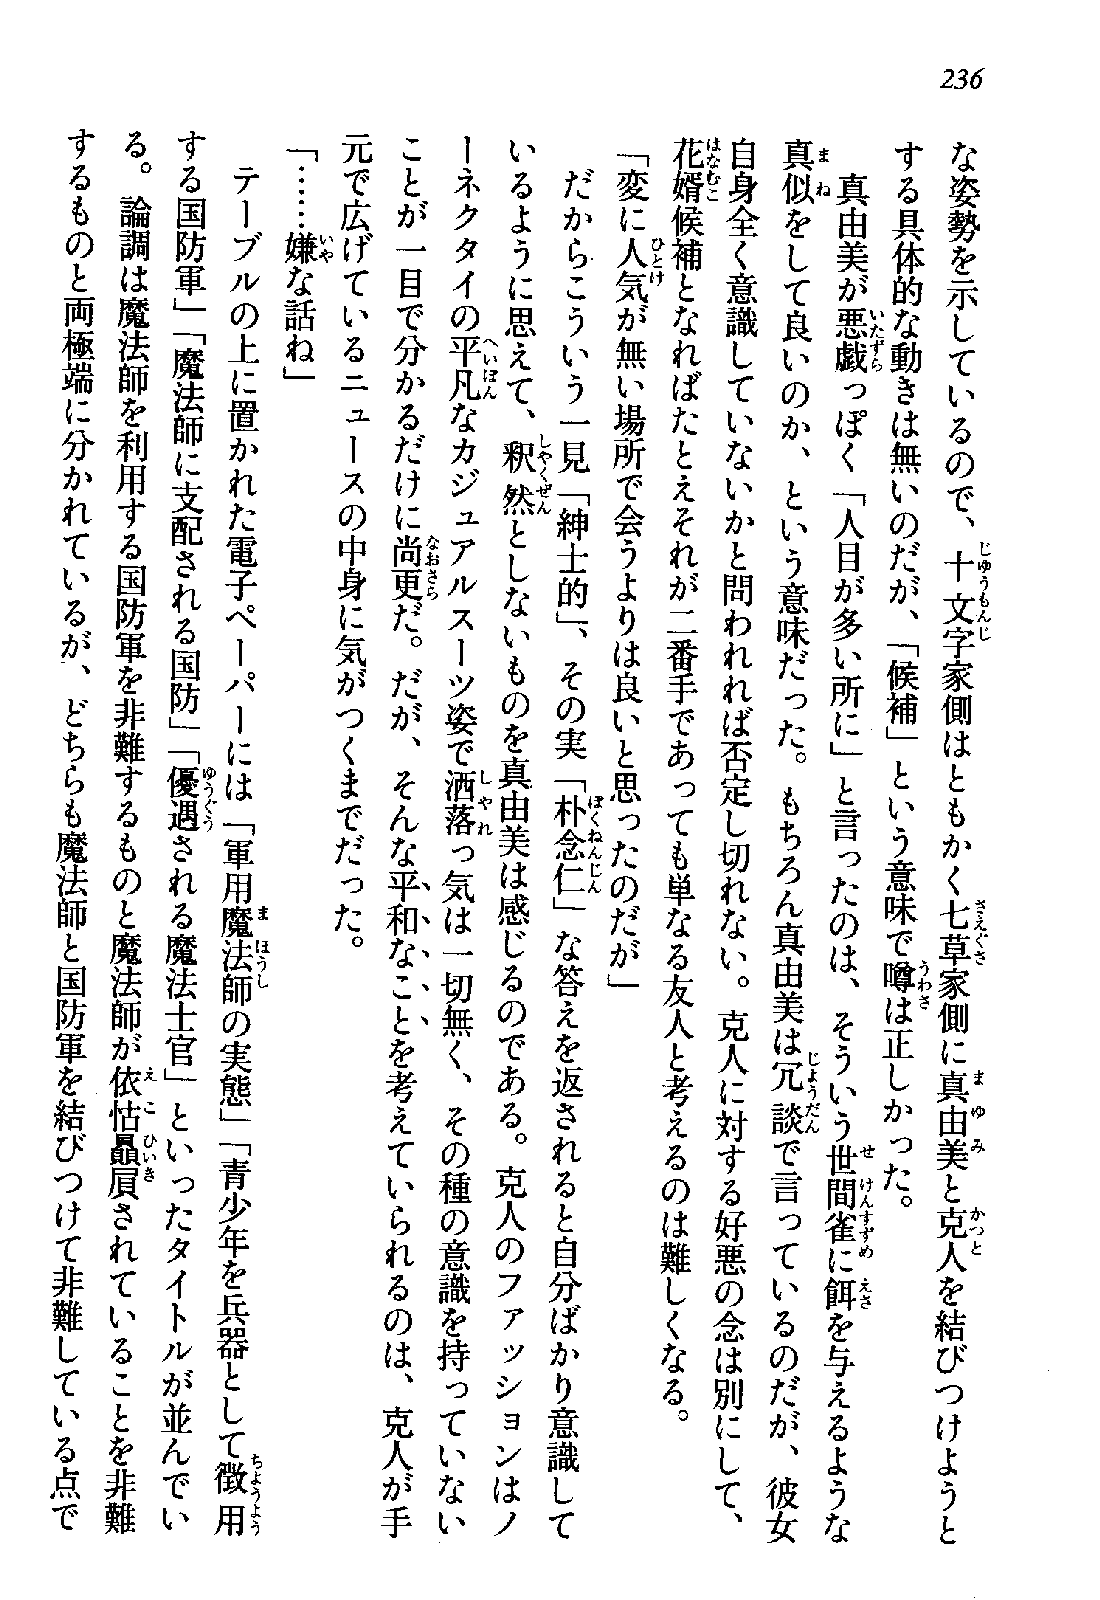 236
な姿勢を示しているので、十文字家側はともかく七草家側に真由美と克人を結びつけようと
する具体的な動きは無いのだが、「候補」という意味で噂は正しかった。
真由美が悪戯っぽく「人目が多い所に」と言ったのは、そういう世間雀に餌を与えるような
真似をして良いのか、という意味だった。もちろん真由美は冗談で言っているのだが、彼女
自身全く意識していないかと問われれば否定し切れない。克人に対する好悪の念は別にして、
花婿候補となればたとえそれが二番手であっても単なる友人と考えるのは難しくなる。
「変に人気が無い場所で会うよりは良いと思ったのだが」
だからこういう一見「紳士的」、その実「朴念仁」な答えを返されると自分ばかり意識して
いるように思えて、釈然としないものを真由美は感じるのである。克人のファッションはノ
ーネクタイの平凡なカジュアルスーツ姿で洒落っ気は一切無く、その種の意識を持っていない
ことが一目で分かるだけに尚更だ。だが、そんな平和なことを考えていられるのは、克人が手
元で広げているニュースの中身に気がつくまでだった。
「……嫌な話ね」
テーブルの上に置かれた電子ペーパーには「軍用魔法師の実態」「青少年を兵器として徴用
する国防軍」「魔法師に支配される国防」「優遇される魔法士官」といったタイトルが並んでい
る。論調は魔法師を利用する国防軍を非難するものと魔法師が依怙贔屓されていることを非難
するものと両極端に分かれているが、どちらも魔法師と国防軍を結びつけて非難している点で